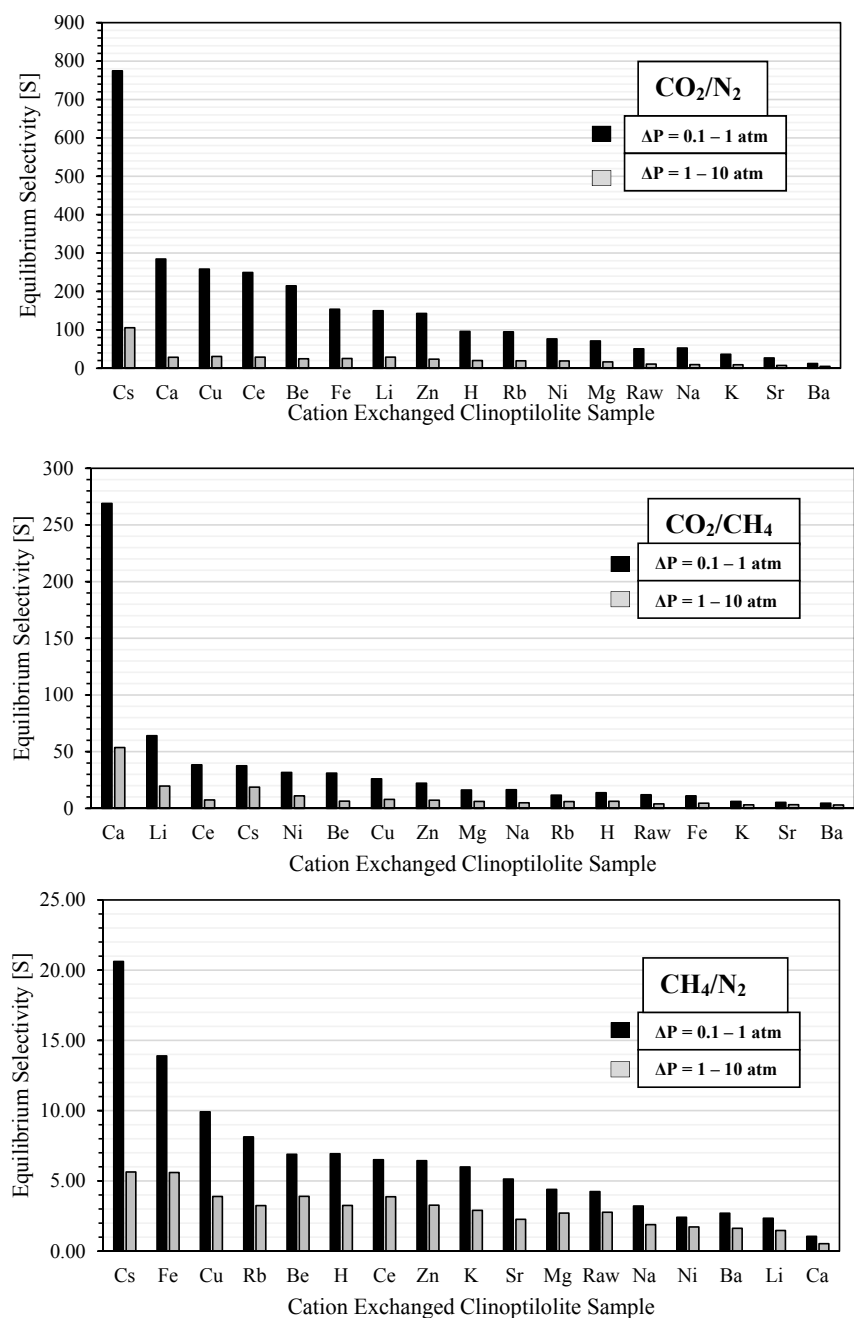 900
800
700
600
500
400
300
200
100
0
Equilibrium Selectivity [S]
CO₂/N₂
ΔP = 0.1 – 1 atm
ΔP = 1 – 10 atm
Cs Ca Cu Ce Be Fe Li Zn H Rb Ni Mg Raw Na K Sr Ba
Cation Exchanged Clinoptilolite Sample
300
250
200
150
100
50
0
Equilibrium Selectivity [S]
CO₂/CH₄
ΔP = 0.1 – 1 atm
ΔP = 1 – 10 atm
Ca Li Ce Cs Ni Be Cu Zn Mg Na Rb H Raw Fe K Sr Ba
Cation Exchanged Clinoptilolite Sample
25.00
20.00
15.00
10.00
5.00
0.00
Equilibrium Selectivity [S]
CH₄/N₂
ΔP = 0.1 – 1 atm
ΔP = 1 – 10 atm
Cs Fe Cu Rb Be H Ce Zn K Sr Mg Raw Na Ni Ba Li Ca
Cation Exchanged Clinoptilolite Sample